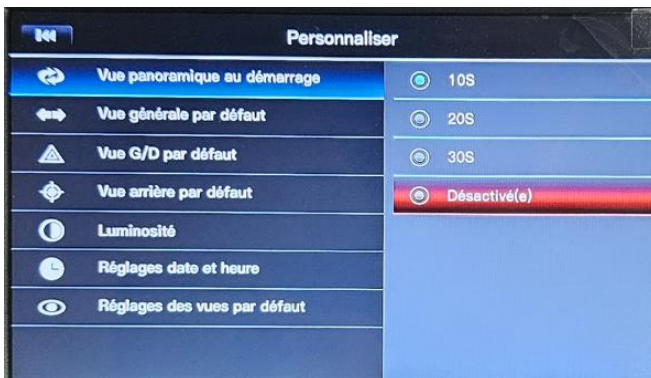 Personnaliser
Vue panoramique au démarrage
10S
Vue générale par défaut
20S
Vue G/D par défaut
30S
Vue arrière par défaut
Désactivé(e)
Luminosité
Réglages date et heure
Réglages des vues par défaut